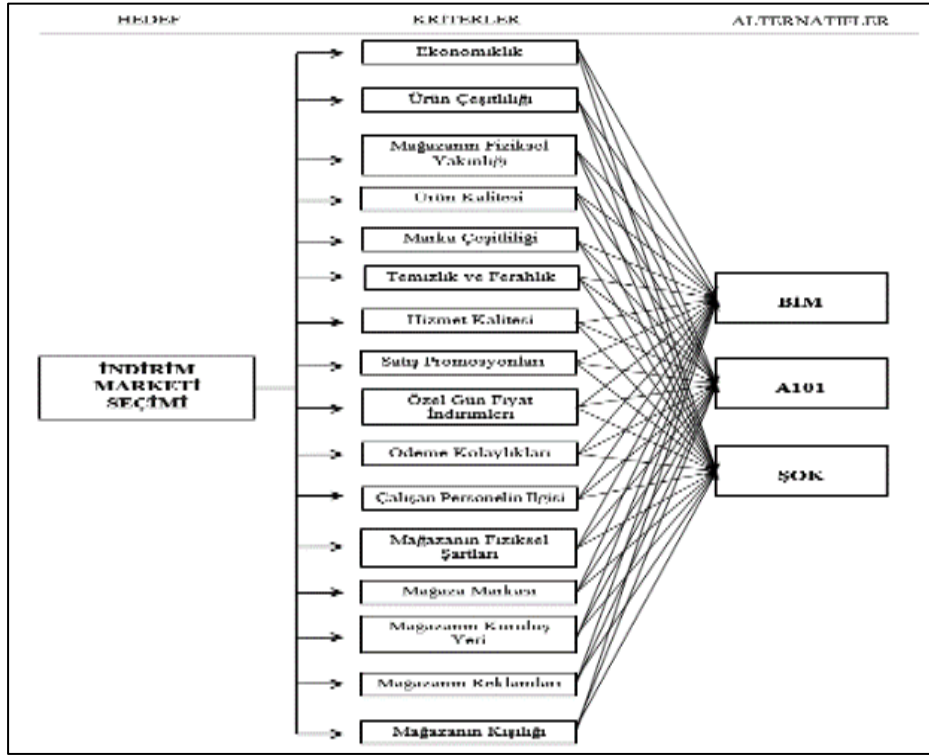 HEDEF
KRİTERLER
ALTERNATİFLER
Ekonomiklik
Ürün Çeşitliliği
Mağazanın Fiziksel
Yakınlığı
Ürün Kalitesi
Marka Çeşitliliği
Temizlik ve Ferahlık
Hizmet Kalitesi
Satış Promosyonları
Özel Gün Fiyat
İndirimleri
Ödeme Kolaylıkları
Çalışan Personelin İlgisi
Mağazanın Fiziksel
Şartları
Mağaza Markası
Mağazanın Kuruluş
Yeri
Mağazanın Reklamları
Mağazanın Kişiliği
İNDİRİM
MARKETİ
SEÇİMİ
BİM
A101
ŞOK